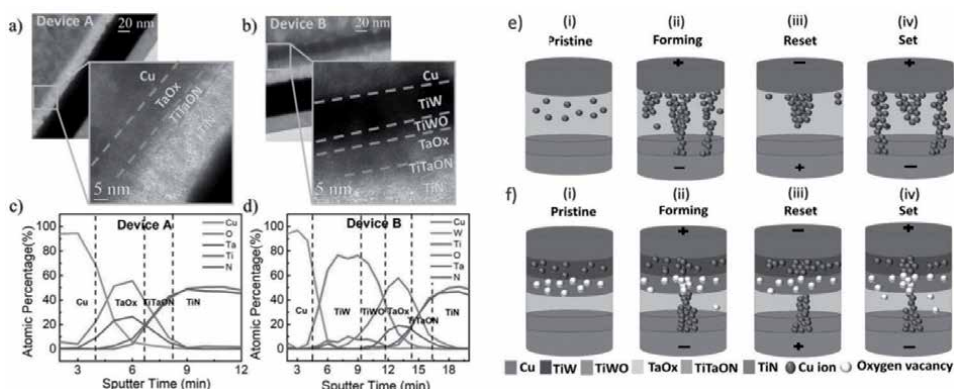 a)
Device A
20 nm
Cu
TaOx
TiTaON
TiN
5 nm
b)
Device B
20 nm
Cu
TiW
TiWO
TaOx
TiTaON
TiN
5 nm
c)
Device A
Atomic Percentage(%)
100
80
60
40
20
0
Cu
O
Ta
Ti
N
Cu
TaOx
TiTaON
TiN
2
4
6
8
10
12
Sputter Time (min)
d)
Device B
Atomic Percentage(%)
100
80
60
40
20
0
Cu
W
Ti
O
Ta
N
Cu
TiW
TiWO
TaOx
TiTaON
TiN
3
6
9
12
15
18
Sputter Time (min)
e)
(i)
(ii)
(iii)
(iv)
Pristine
Forming
Reset
Set
+
−
+
−
+
−
f)
(i)
(ii)
(iii)
(iv)
Pristine
Forming
Reset
Set
+
−
+
−
+
−
Cu TiW TiWO TaOx TiTaON TiN Cu ion Oxygen vacancy